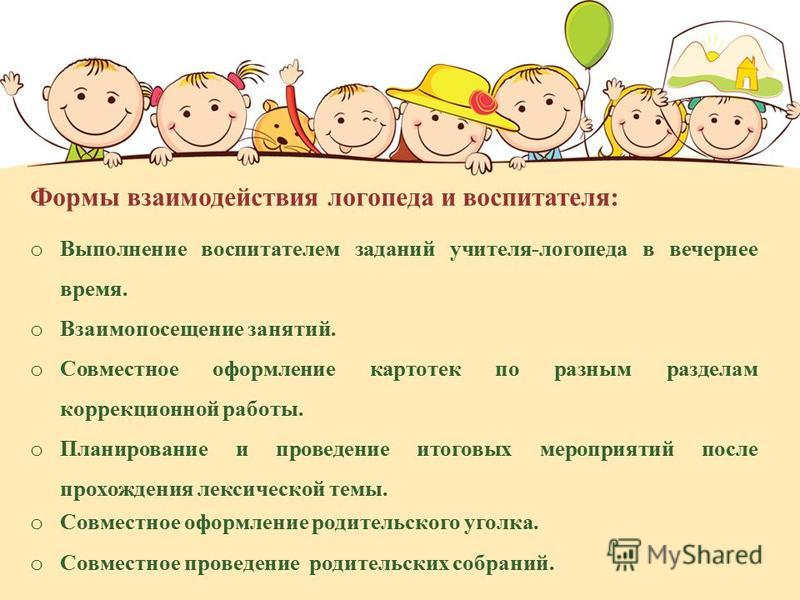 Формы взаимодействия логопеда и воспитателя:
o Выполнение воспитателем заданий учителя-логопеда в вечернее
время.
o Взаимопосещение занятий.
o Совместное оформление картотек по разным разделам
коррекционной работы.
o Планирование и проведение итоговых мероприятий после
прохождения лексической темы.
o Совместное оформление родительского уголка.
o Совместное проведение родительских собраний.
MyShared